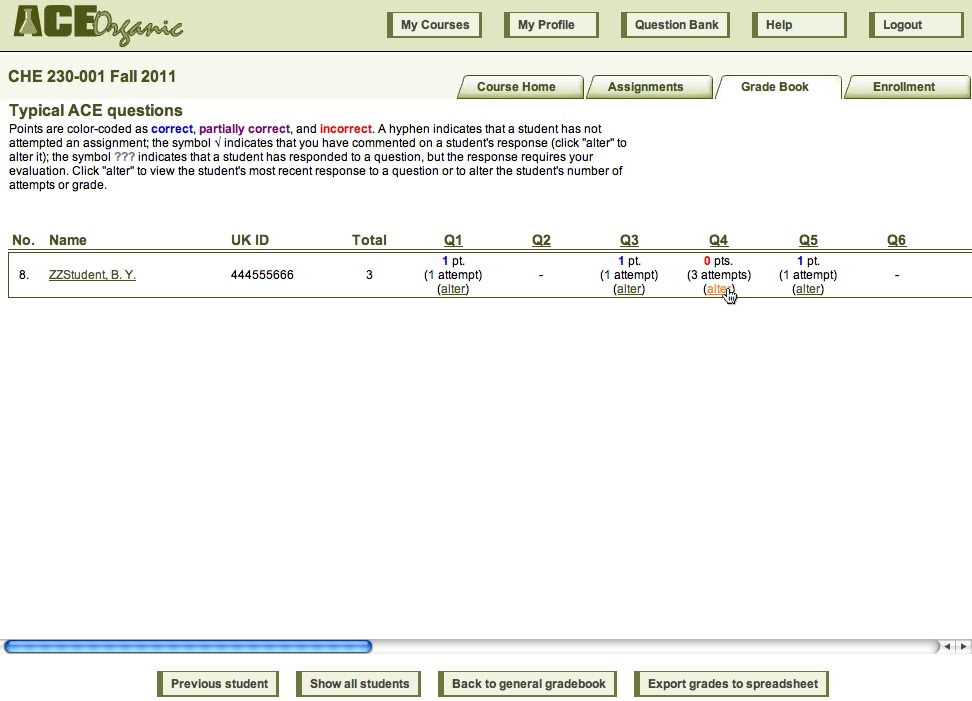 ACE Organic
My Courses
My Profile
Question Bank
Help
Logout
CHE 230-001 Fall 2011
Course Home
Assignments
Grade Book
Enrollment
Typical ACE questions
Points are color-coded as correct, partially correct, and incorrect. A hyphen indicates that a student has not
attempted an assignment; the symbol √ indicates that you have commented on a student's response (click "alter" to
alter it); the symbol ??? indicates that a student has responded to a question, but the response requires your
evaluation. Click "alter" to view the student's most recent response to a question or to alter the student's number of
attempts or grade.
No. Name UK ID Total Q1 Q2 Q3 Q4 Q5 Q6
1 pt. 1 pt. 0 pts. 1 pt.
8. ZZStudent, B. Y. 444555666 3 (1 attempt) - (1 attempt) (3 attempts) (1 attempt) -
(alter) (alter) (alter) (alter)
Previous student
Show all students
Back to general gradebook
Export grades to spreadsheet